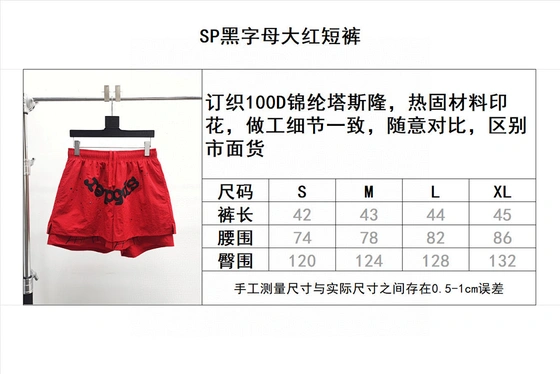 SP黑字母大红短裤
订织100D锦纶塔斯隆，热固材料印
花，做工细节一致，随意对比，区别
市面货
尺码 S M L XL
裤长 42 43 44 45
腰围 74 78 82 86
臀围 120 124 128 132
手工测量尺寸与实际尺寸之间存在0.5-1cm误差
sp5der